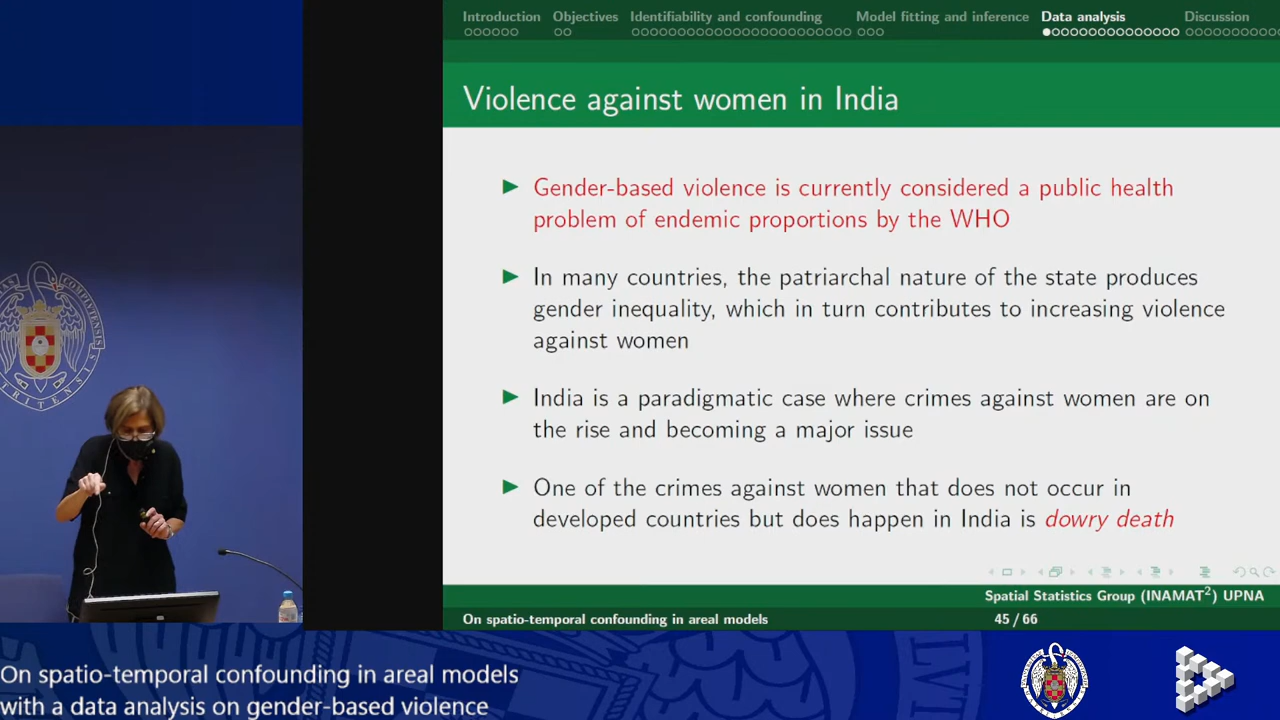 Introduction Objectives Identifiability and confounding Model fitting and inference Data analysis Discussion
Violence against women in India
Gender-based violence is currently considered a public health
problem of endemic proportions by the WHO
In many countries, the patriarchal nature of the state produces
gender inequality, which in turn contributes to increasing violence
against women
India is a paradigmatic case where crimes against women are on
the rise and becoming a major issue
One of the crimes against women that does not occur in
developed countries but does happen in India is dowry death
Spatial Statistics Group (INAMAT²) UPNA
On spatio-temporal confounding in areal models 45 / 66
On spatio-temporal confounding in areal models
with a data analysis on gender-based violence